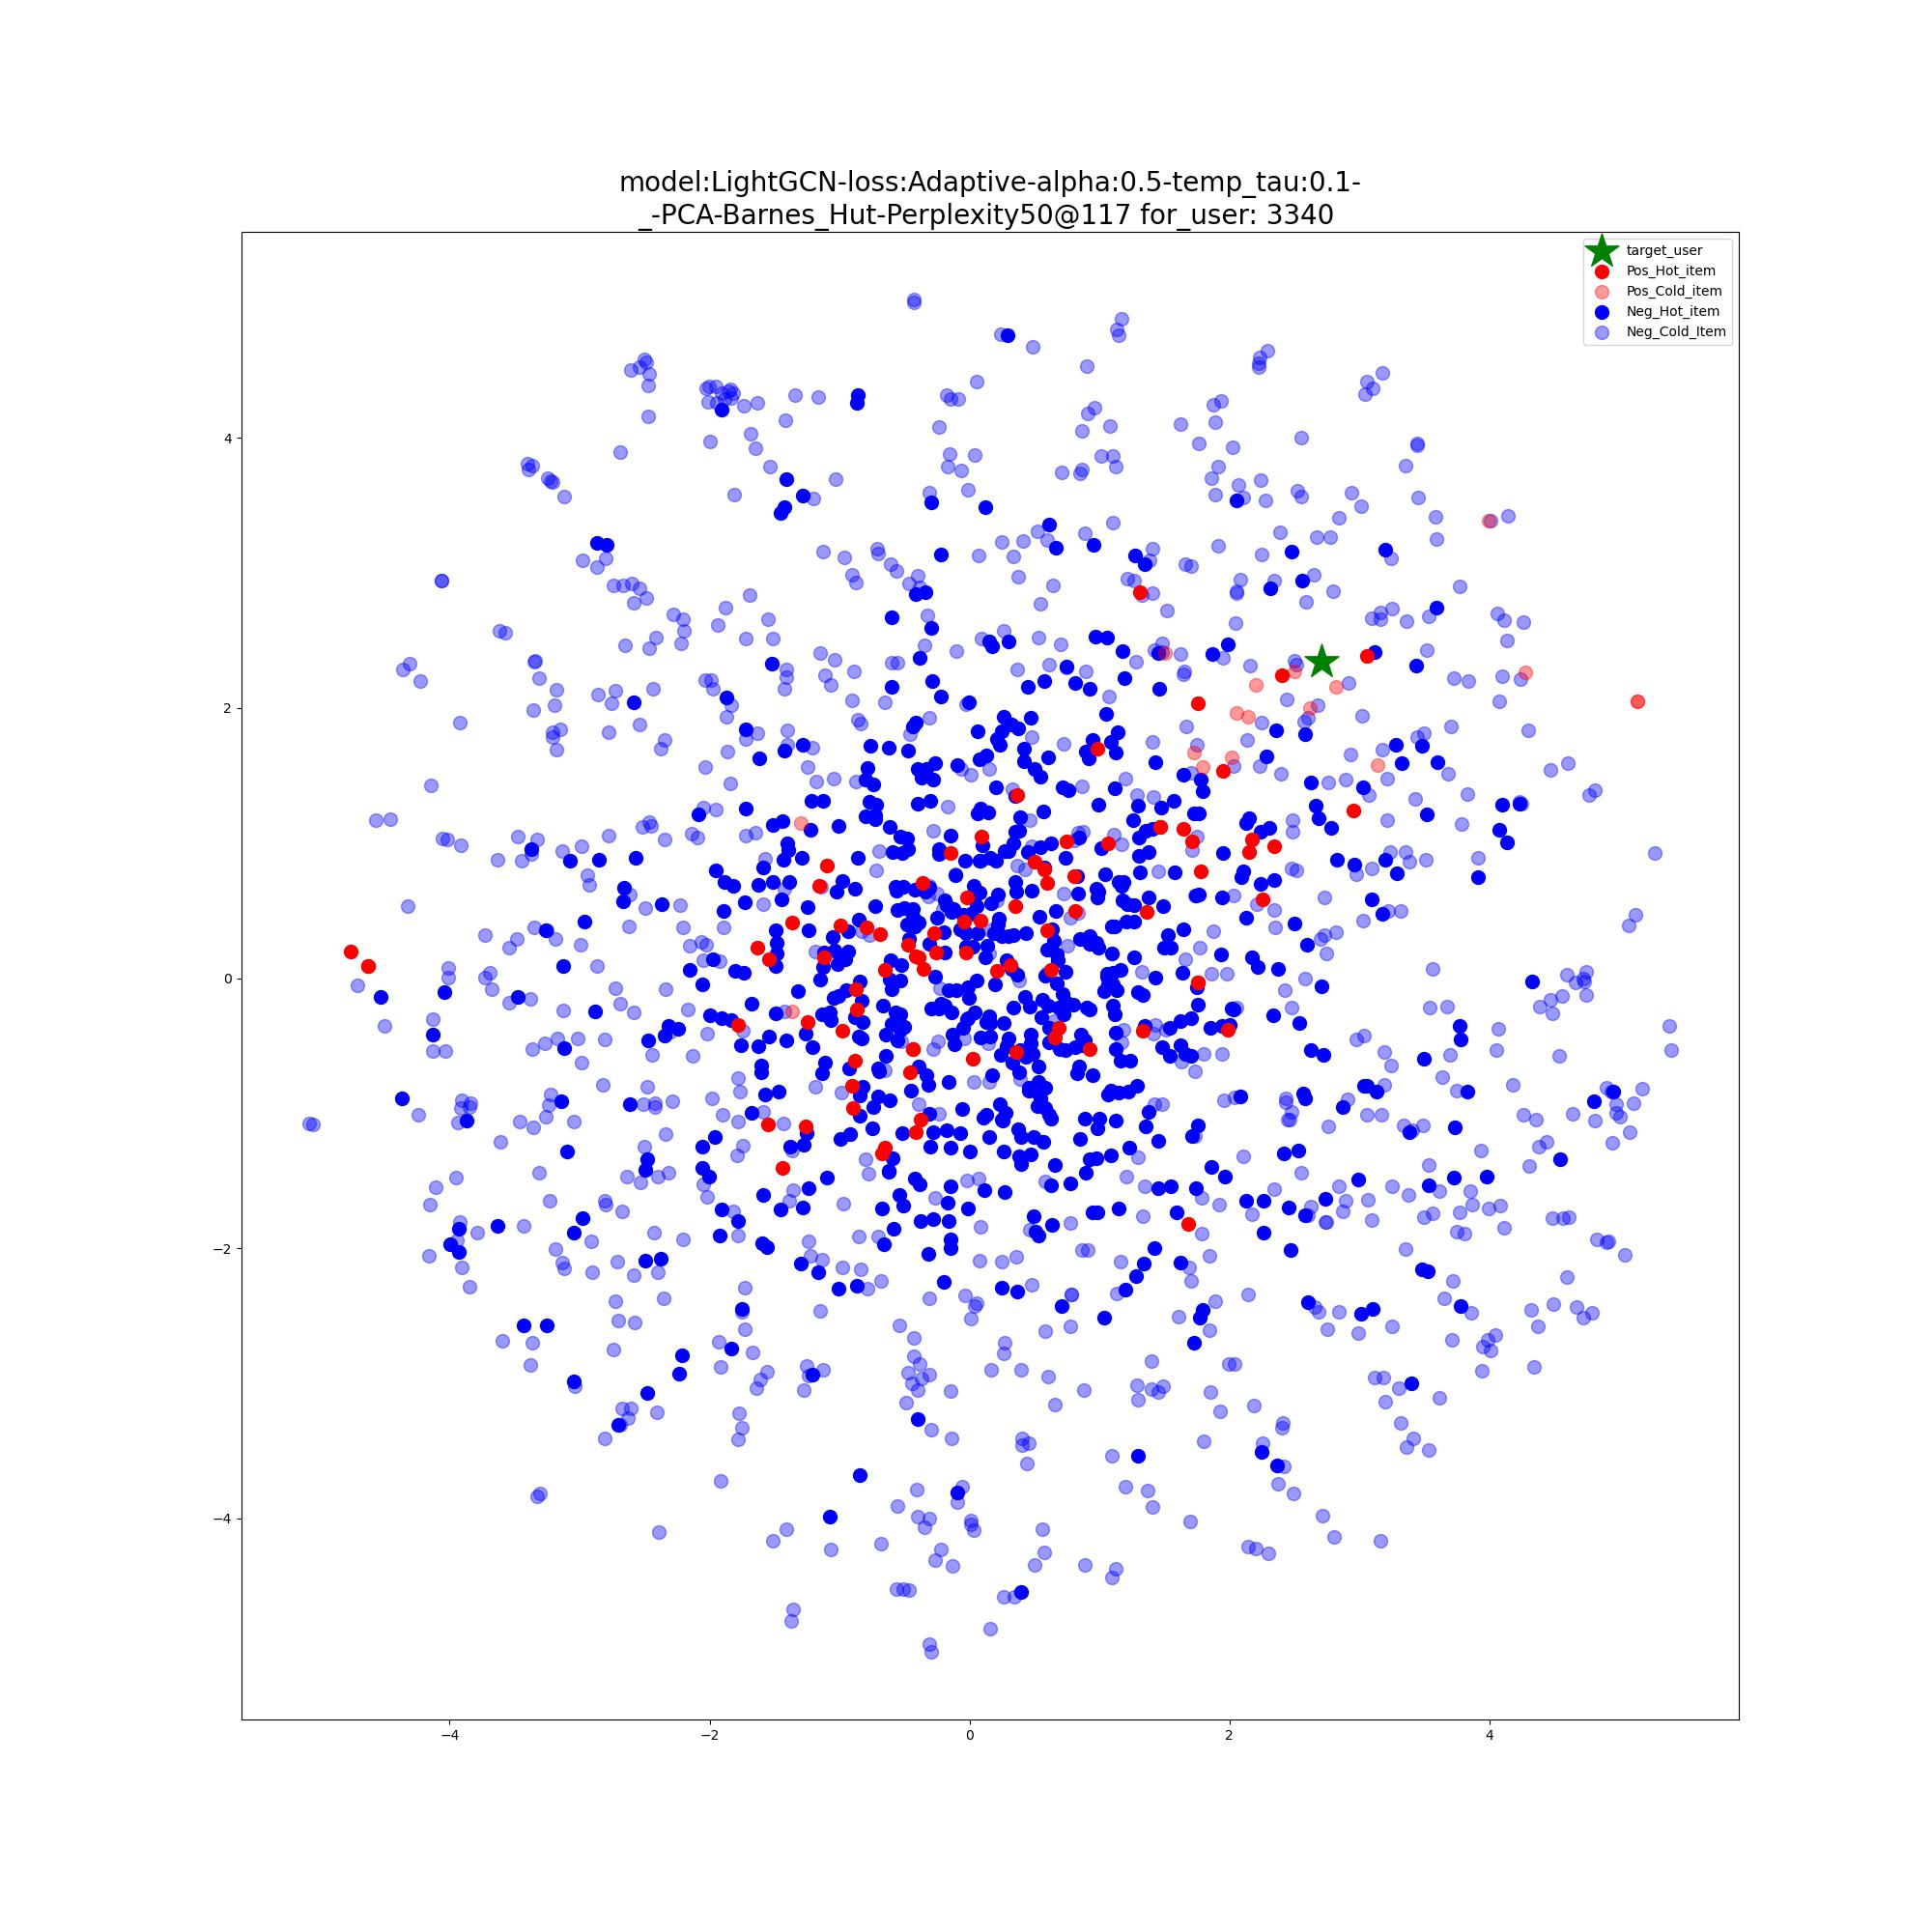 model:LightGCN-loss:Adaptive-alpha:0.5-temp_tau:0.1-
_-PCA-Barnes_Hut-Perplexity50@117 for_user: 3340
target_user
Pos_Hot_item
Pos_Cold_item
Neg_Hot_item
Neg_Cold_Item
4
2
0
−2
−4
−4
−2
0
2
4